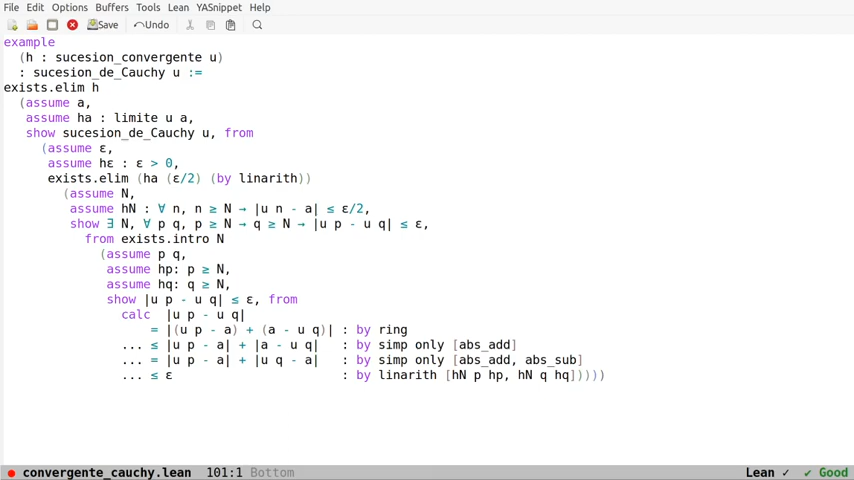 File Edit Options Buffers Tools Lean YASnippet Help
Save Undo
example
  (h : sucesion_convergente u)
  : sucesion_de_Cauchy u :=
exists.elim h
  (assume a,
   assume ha : limite u a,
   show sucesion_de_Cauchy u, from
     (assume ε,
      assume hε : ε > 0,
      exists.elim (ha (ε/2) (by linarith))
        (assume N,
         assume hN : ∀ n, n ≥ N → |u n - a| ≤ ε/2,
         show ∃ N, ∀ p q, p ≥ N → q ≥ N → |u p - u q| ≤ ε,
           from exists.intro N
             (assume p q,
              assume hp: p ≥ N,
              assume hq: q ≥ N,
              show |u p - u q| ≤ ε, from
                calc  |u p - u q|
                    = |(u p - a) + (a - u q)| : by ring
                ... ≤ |u p - a| + |a - u q|   : by simp only [abs_add]
                ... = |u p - a| + |u q - a|   : by simp only [abs_add, abs_sub]
                ... ≤ ε                       : by linarith [hN p hp, hN q hq]))))
convergente_cauchy.lean 101:1 Bottom Lean ✓ ✔ Good